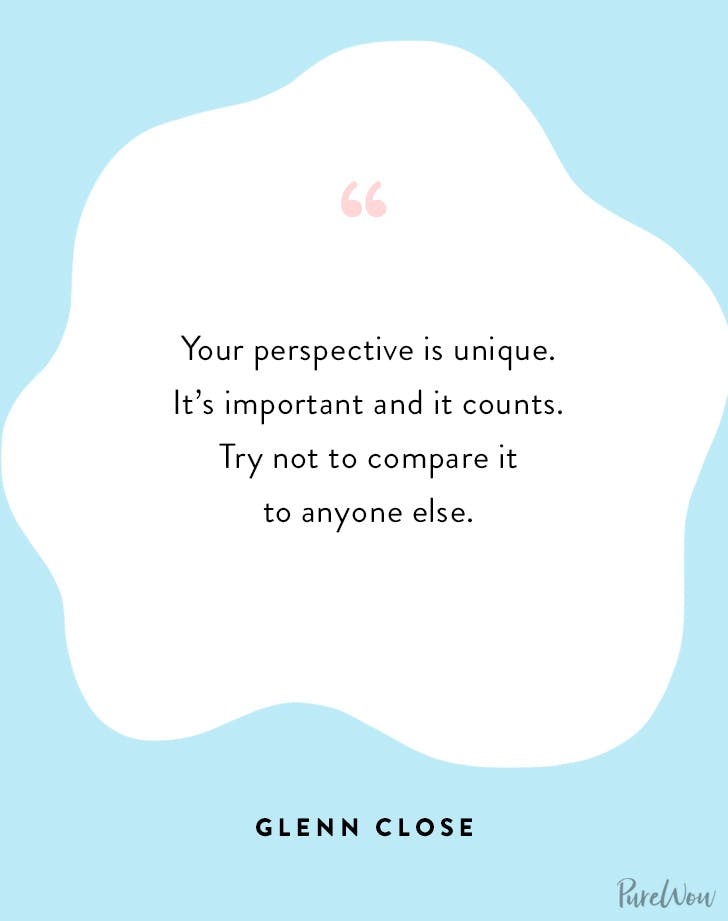 “
Your perspective is unique.
It’s important and it counts.
Try not to compare it
to anyone else.
GLENN CLOSE
PureWow